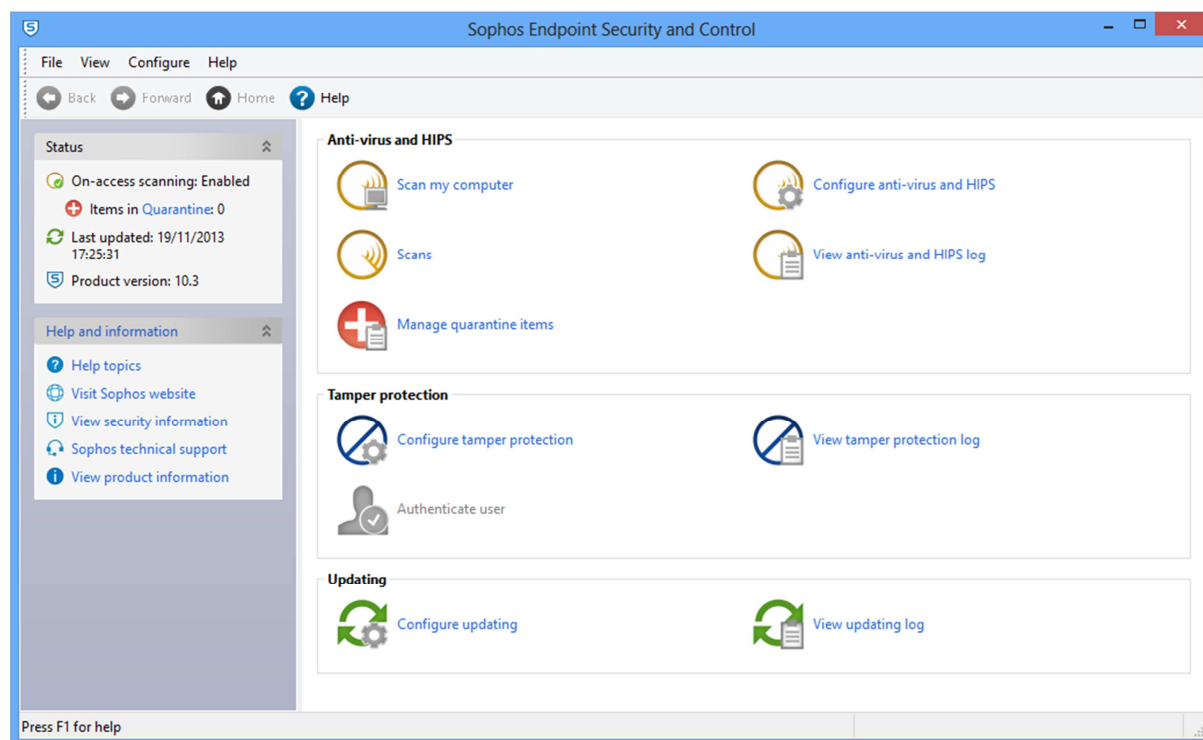 Sophos Endpoint Security and Control
File View Configure Help
Back Forward Home Help
Status
On-access scanning: Enabled
Items in Quarantine: 0
Last updated: 19/11/2013
17:25:31
Product version: 10.3
Help and information
Help topics
Visit Sophos website
View security information
Sophos technical support
View product information
Anti-virus and HIPS
Scan my computer
Configure anti-virus and HIPS
Scans
View anti-virus and HIPS log
Manage quarantine items
Tamper protection
Configure tamper protection
View tamper protection log
Authenticate user
Updating
Configure updating
View updating log
Press F1 for help